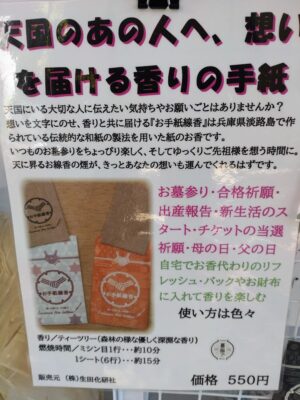 天国のあの人へ、想い
を届ける香りの手紙
天国にいる大切な人に伝えたい気持ちやお願いごとはありませんか？
想いを文字にのせ、香りと共に届ける『お手紙線香』は兵庫県淡路島で作
られている伝統的な和紙の製法を用いた紙のお香です。
いつものお墓参りをちょっぴり楽しく、そしてゆっくりご先祖様を想う時間に。
天に昇るお線香の煙が、きっとあなたの想いも運んでくれるはずです。
お手紙線香
お手紙線香
お墓参り・合格祈願・
出産報告・新生活のス
タート・チケットの当選
祈願・母の日・父の日
自宅でお香代わりのリフ
レッシュ・バックやお財布
に入れて香りを楽しむ
使い方は色々
香り／ティーツリー（森林の様な優しく深淵な香り）
燃焼時間／ミシン目1行・・・約10分
1シート(6行)・・・約15分
販売元（株）生田化研社
価格 550円